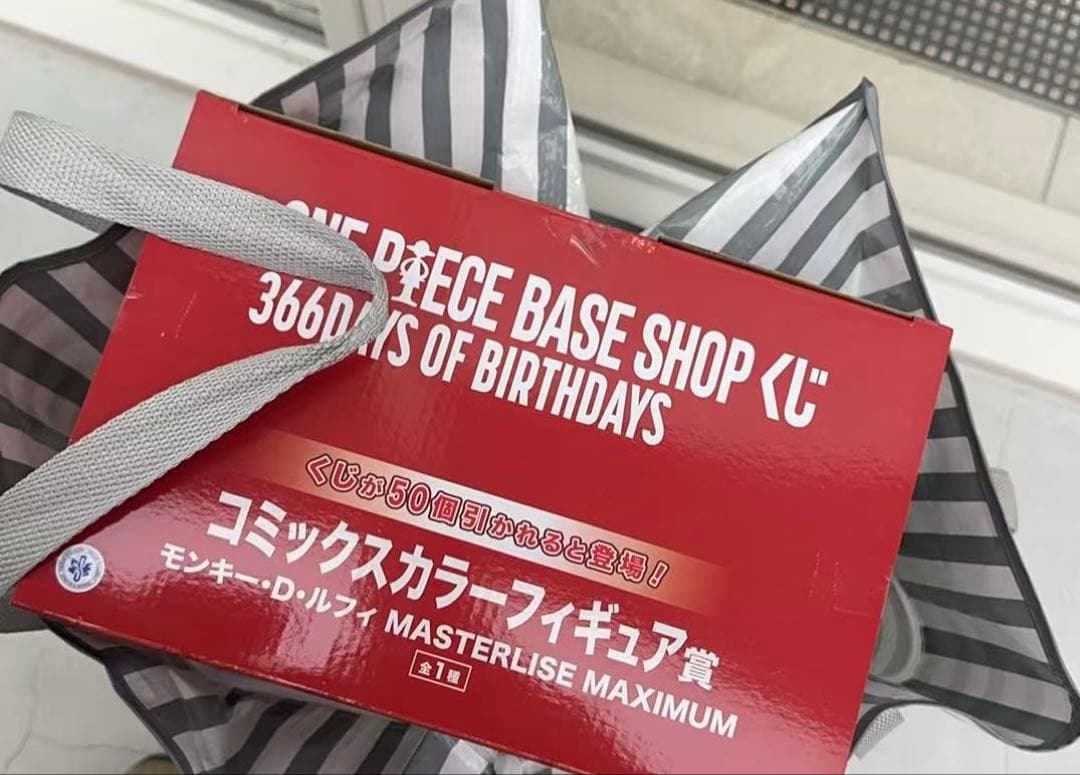 ONE PIECE BASE SHOP くじ
366DAYS OF BIRTHDAYS
くじが50個引かれると登場!
コミックスカラーフィギュア賞
モンキー・D・ルフィ MASTERLISE MAXIMUM
全1種